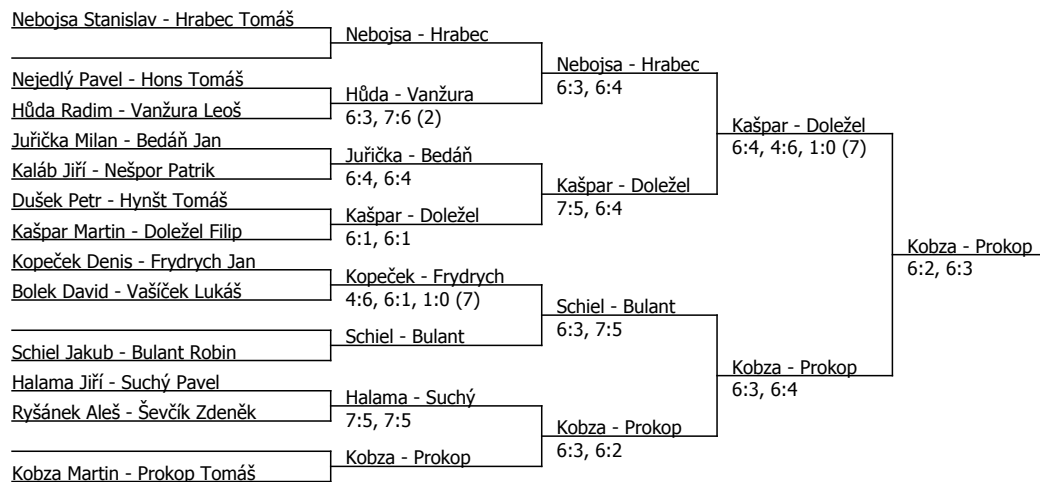 Nebojsa Stanislav - Hrabec Tomáš
Nejedlý Pavel - Hons Tomáš
Hůda Radim - Vanžura Leoš
Juřička Milan - Bedáň Jan
Kaláb Jiří - Nešpor Patrik
Dušek Petr - Hynšt Tomáš
Kašpar Martin - Doležel Filip
Kopeček Denis - Frydrych Jan
Bolek David - Vašíček Lukáš
Schiel Jakub - Bulant Robin
Halama Jiří - Suchý Pavel
Ryšánek Aleš - Ševčík Zdeněk
Kobza Martin - Prokop Tomáš
Nebojsa - Hrabec
Hůda - Vanžura
6:3, 7:6 (2)
Juřička - Bedáň
6:4, 6:4
Kašpar - Doležel
6:1, 6:1
Kopeček - Frydrych
4:6, 6:1, 1:0 (7)
Schiel - Bulant
Halama - Suchý
7:5, 7:5
Kobza - Prokop
Nebojsa - Hrabec
6:3, 6:4
Kašpar - Doležel
7:5, 6:4
Schiel - Bulant
6:3, 7:5
Kobza - Prokop
6:3, 6:2
Kašpar - Doležel
6:4, 4:6, 1:0 (7)
Kobza - Prokop
6:3, 6:4
Kobza - Prokop
6:2, 6:3